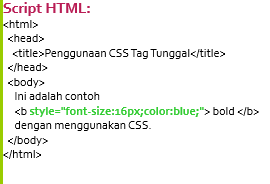 Script HTML:
<html>
<head>
<title>Penggunaan CSS Tag Tunggal</title>
</head>
<body>
Ini adalah contoh
<b style="font-size:16px;color:blue;"> bold </b>
dengan menggunakan CSS.
</body>
</html>